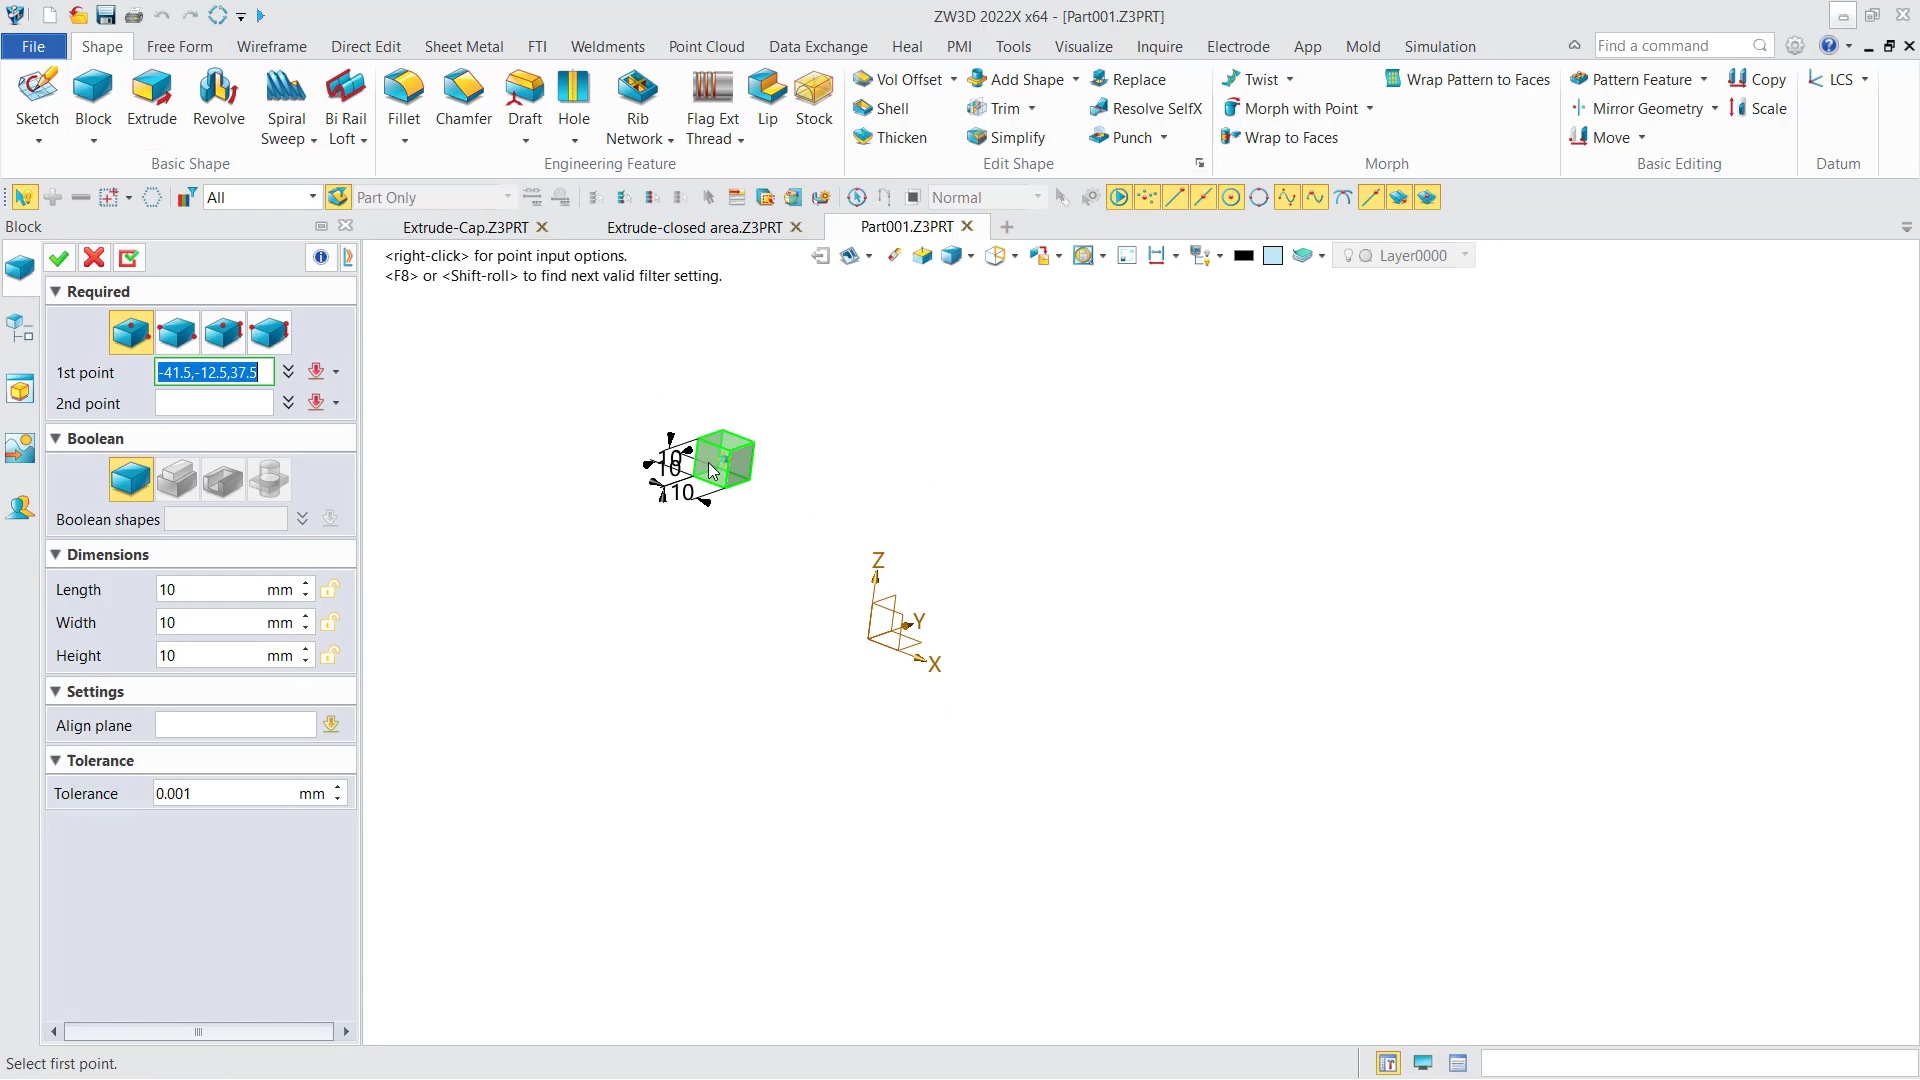 ZW3D 2022X x64 - [Part001.Z3PRT]
File Shape Free Form Wireframe Direct Edit Sheet Metal FTI Weldments Point Cloud Data Exchange Heal PMI Tools Visualize Inquire Electrode App Mold Simulation Find a command
Sketch Block Extrude Revolve Spiral Sweep Bi Rail Loft
Basic Shape
Fillet Chamfer Draft Hole Rib Network Flag Ext Thread Lip Stock
Engineering Feature
Vol Offset Add Shape Replace
Shell Trim Resolve SelfX
Thicken Simplify Punch
Edit Shape
Twist Wrap Pattern to Faces
Morph with Point
Wrap to Faces
Morph
Pattern Feature Copy
Mirror Geometry Scale
Move
Basic Editing
LCS
Datum
All Part Only Normal
Block
Extrude-Cap.Z3PRT Extrude-closed area.Z3PRT Part001.Z3PRT
<right-click> for point input options.
<F8> or <Shift-roll> to find next valid filter setting.
Layer0000
Required
1st point -41.5,-12.5,37.5
2nd point
Boolean
Boolean shapes
Dimensions
Length 10 mm
Width 10 mm
Height 10 mm
Settings
Align plane
Tolerance
Tolerance 0.001 mm
10
10
10
Z
Y
X
Select first point.